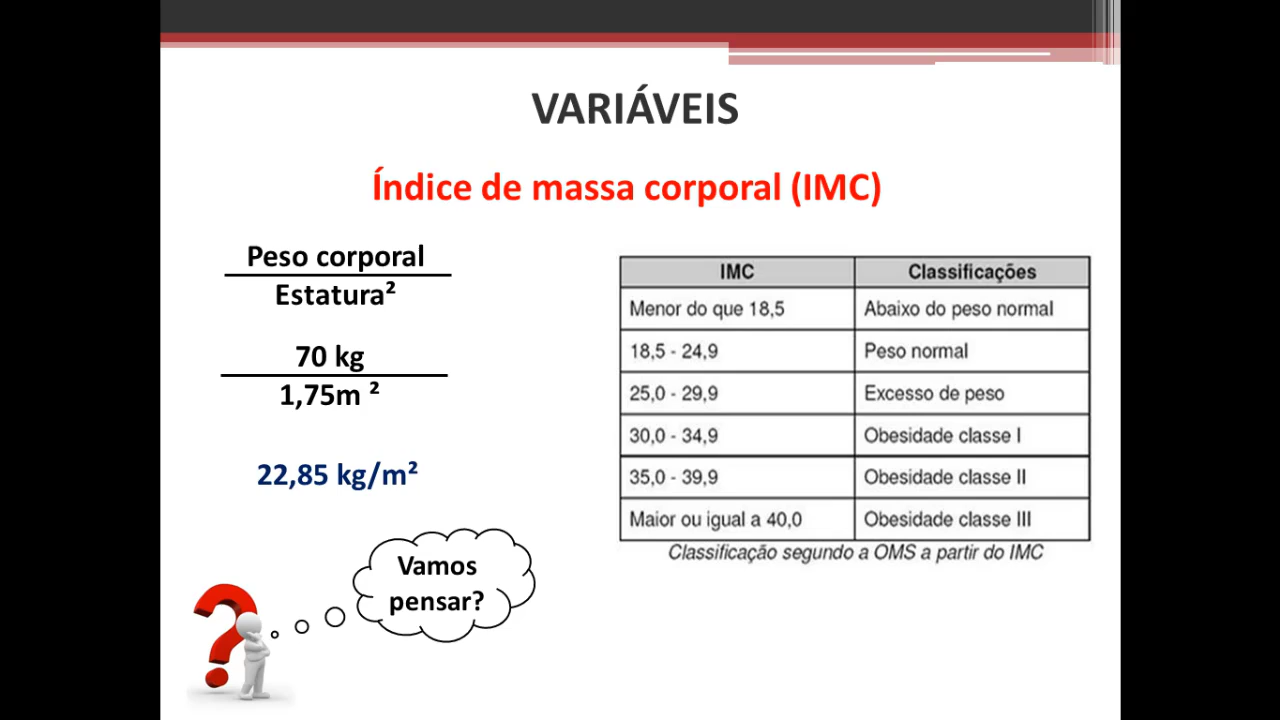 VARIÁVEIS
Índice de massa corporal (IMC)
Peso corporal
Estatura²
70 kg
1,75m ²
22,85 kg/m²
Vamos
pensar?
IMC Classificações
Menor do que 18,5 Abaixo do peso normal
18,5 - 24,9 Peso normal
25,0 - 29,9 Excesso de peso
30,0 - 34,9 Obesidade classe I
35,0 - 39,9 Obesidade classe II
Maior ou igual a 40,0 Obesidade classe III
Classificação segundo a OMS a partir do IMC